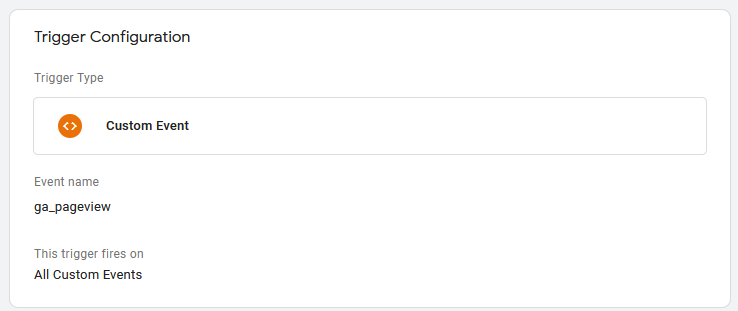 Trigger Configuration
Trigger Type
Custom Event
Event name
ga_pageview
This trigger fires on
All Custom Events